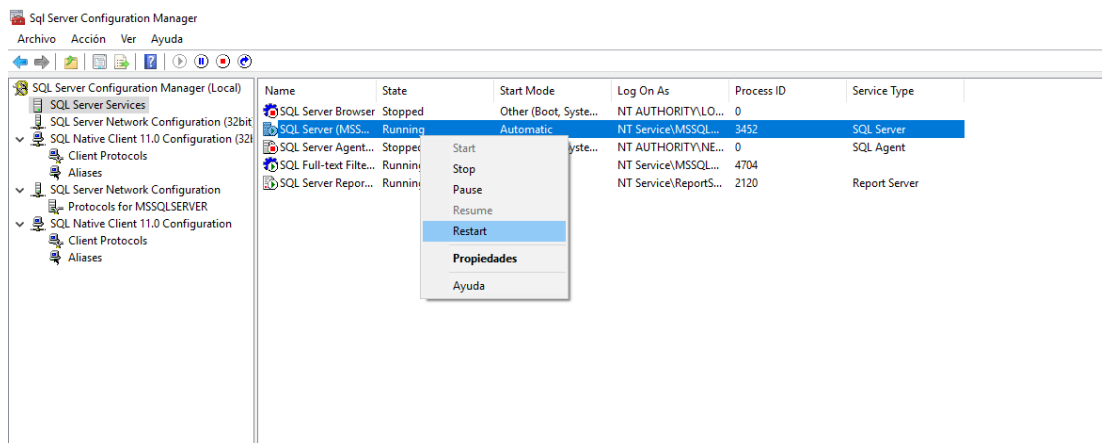 Sql Server Configuration Manager
Archivo Acción Ver Ayuda
SQL Server Configuration Manager (Local)
SQL Server Services
SQL Server Network Configuration (32bit
SQL Native Client 11.0 Configuration (32b
Client Protocols
Aliases
SQL Server Network Configuration
Protocols for MSSQLSERVER
SQL Native Client 11.0 Configuration
Client Protocols
Aliases
Name State Start Mode Log On As Process ID Service Type
SQL Server Browser Stopped Other (Boot, Syste... NT AUTHORITY\LO... 0
SQL Server (MSS... Running Automatic NT Service\MSSQL... 3452 SQL Server
SQL Server Agent... Stopped yste... NT AUTHORITY\NE... 0 SQL Agent
SQL Full-text Filte... Running NT Service\MSSQL... 4704
SQL Server Repor... Running NT Service\ReportS... 2120 Report Server
Start
Stop
Pause
Resume
Restart
Propiedades
Ayuda